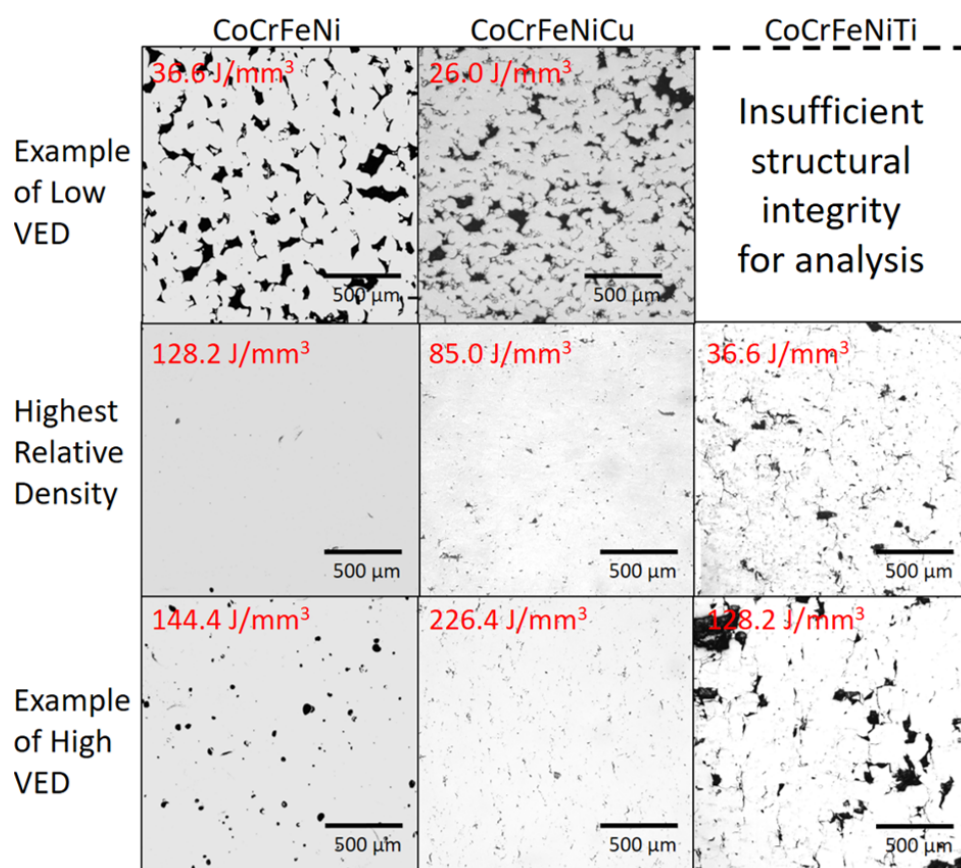 CoCrFeNi
CoCrFeNiCu
CoCrFeNiTi
Example
of Low
VED
36.6 J/mm³
500 µm
26.0 J/mm³
500 µm
Insufficient
structural
integrity
for analysis
Highest
Relative
Density
128.2 J/mm³
500 µm
85.0 J/mm³
500 µm
36.6 J/mm³
500 µm
Example
of High
VED
144.4 J/mm³
500 µm
226.4 J/mm³
500 µm
128.2 J/mm³
500 µm